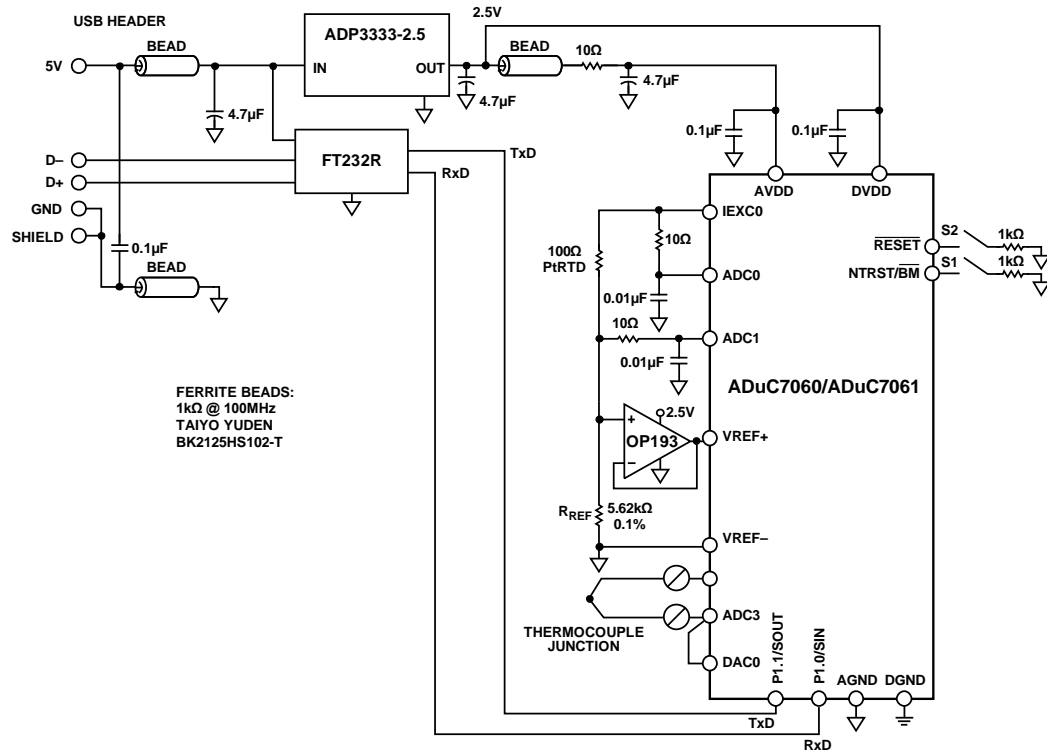 USB HEADER
5V
BEAD
4.7µF
ADP3333-2.5
IN
OUT
2.5V
4.7µF
BEAD
10Ω
4.7µF
D–
D+
GND
SHIELD
0.1µF
BEAD
FT232R
TxD
RxD
0.1µF
0.1µF
AVDD
DVDD
IEXC0
10Ω
100Ω
PtRTD
ADC0
0.01µF
10Ω
ADC1
0.01µF
RESET
NTRST/BM
S2
1kΩ
S1
1kΩ
FERRITE BEADS:
1kΩ @ 100MHz
TAIYO YUDEN
BK2125HS102-T
ADuC7060/ADuC7061
+
2.5V
OP193
–
VREF+
RREF
5.62kΩ
0.1%
VREF–
THERMOCOUPLE
JUNCTION
ADC3
DAC0
P1.1/SOUT
P1.0/SIN
AGND
DGND
TxD
RxD